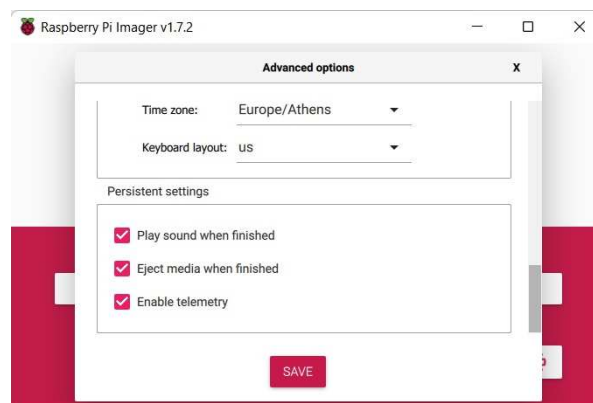 Raspberry Pi Imager v1.7.2
Advanced options
X
Time zone: Europe/Athens
Keyboard layout: us
Persistent settings
Play sound when finished
Eject media when finished
Enable telemetry
SAVE